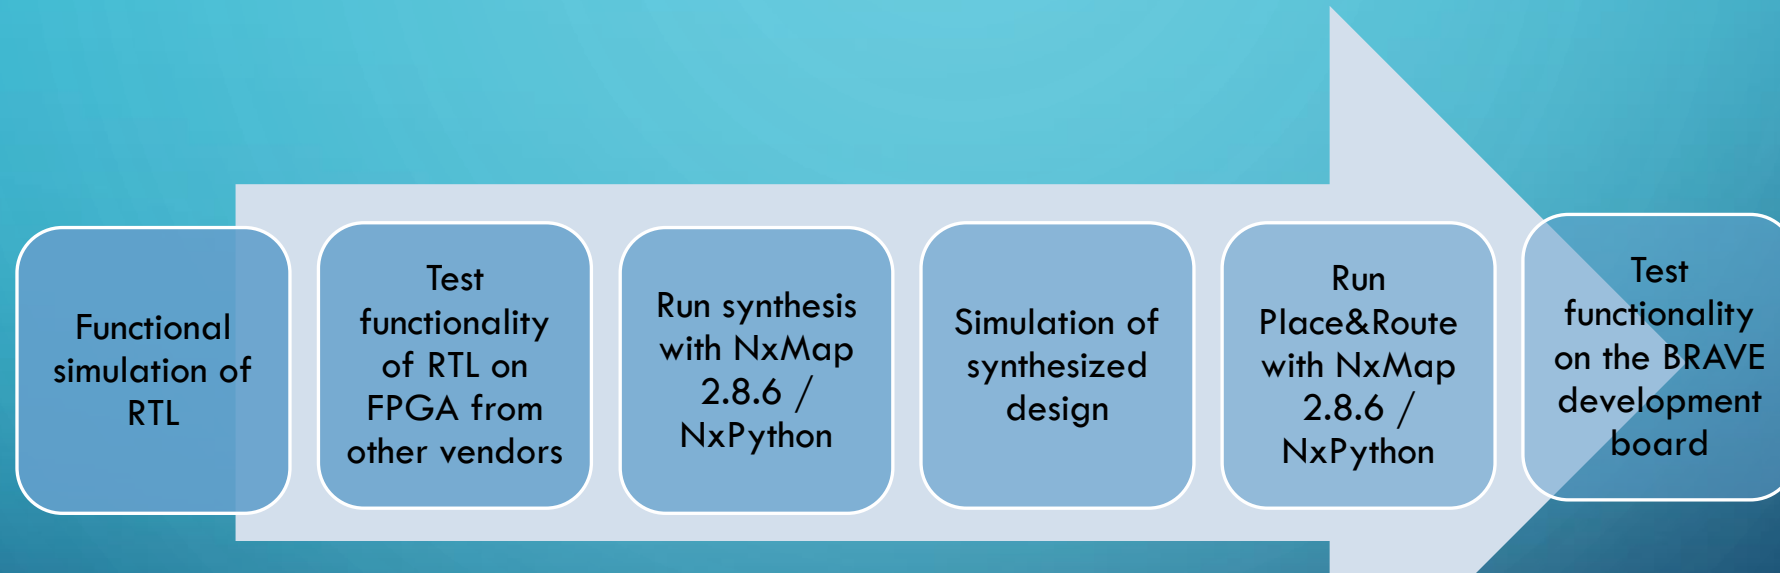 Functional
simulation of
RTL
Test
functionality
of RTL on
FPGA from
other vendors
Run synthesis
with NxMap
2.8.6 /
NxPython
Simulation of
synthesized
design
Run
Place&Route
with NxMap
2.8.6 /
NxPython
Test
functionality
on the BRAVE
development
board